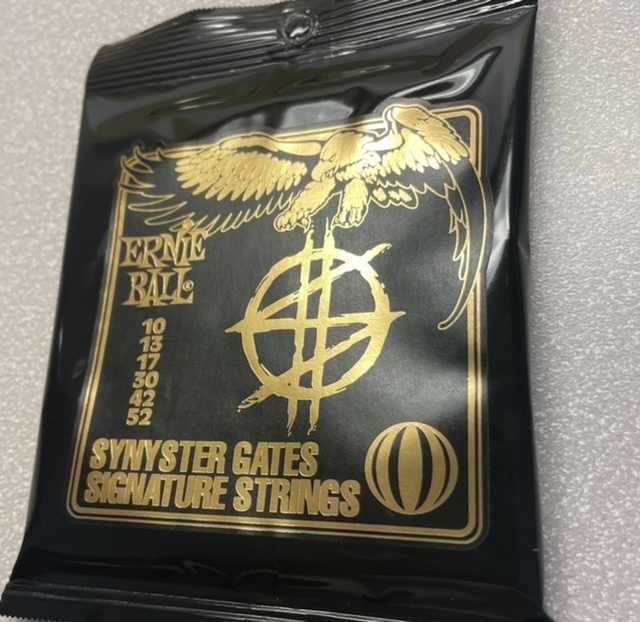 ERNIE
BALL®
10
13
17
30
42
52
SYNYSTER GATES
SIGNATURE STRINGS